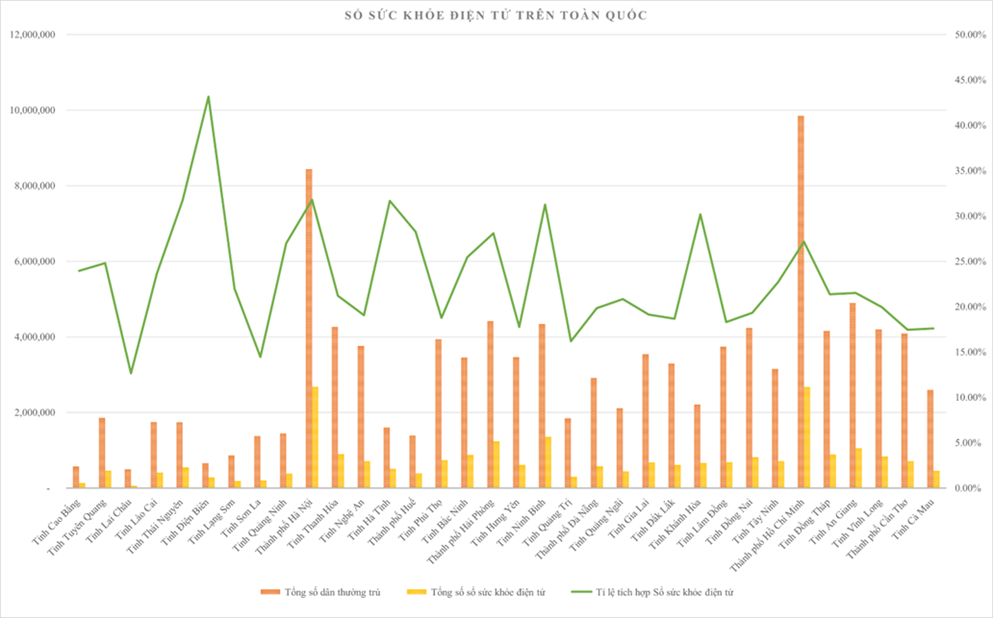 SỔ SỨC KHỎE ĐIỆN TỬ TRÊN TOÀN QUỐC
12,000,000
10,000,000
8,000,000
6,000,000
4,000,000
2,000,000
-
50.00%
45.00%
40.00%
35.00%
30.00%
25.00%
20.00%
15.00%
10.00%
5.00%
0.00%
Tỉnh Cao Bằng
Tỉnh Tuyên Quang
Tỉnh Lai Châu
Tỉnh Lào Cai
Tỉnh Thái Nguyên
Tỉnh Điện Biên
Tỉnh Lạng Sơn
Tỉnh Sơn La
Tỉnh Quảng Ninh
Thành phố Hà Nội
Tỉnh Thanh Hóa
Tỉnh Nghệ An
Tỉnh Hà Tĩnh
Thành phố Huế
Tỉnh Phú Thọ
Tỉnh Bắc Ninh
Thành phố Hải Phòng
Tỉnh Hưng Yên
Tỉnh Ninh Bình
Tỉnh Quảng Trị
Thành phố Đà Nẵng
Tỉnh Quảng Ngãi
Tỉnh Gia Lai
Tỉnh Đắk Lắk
Tỉnh Khánh Hòa
Tỉnh Lâm Đồng
Tỉnh Đồng Nai
Tỉnh Tây Ninh
Thành phố Hồ Chí Minh
Tỉnh Đồng Tháp
Tỉnh An Giang
Tỉnh Vĩnh Long
Thành phố Cần Thơ
Tỉnh Cà Mau
Tổng số dân thường trú
Tổng số sổ sức khỏe điện tử
Tỉ lệ tích hợp Sổ sức khỏe điện tử